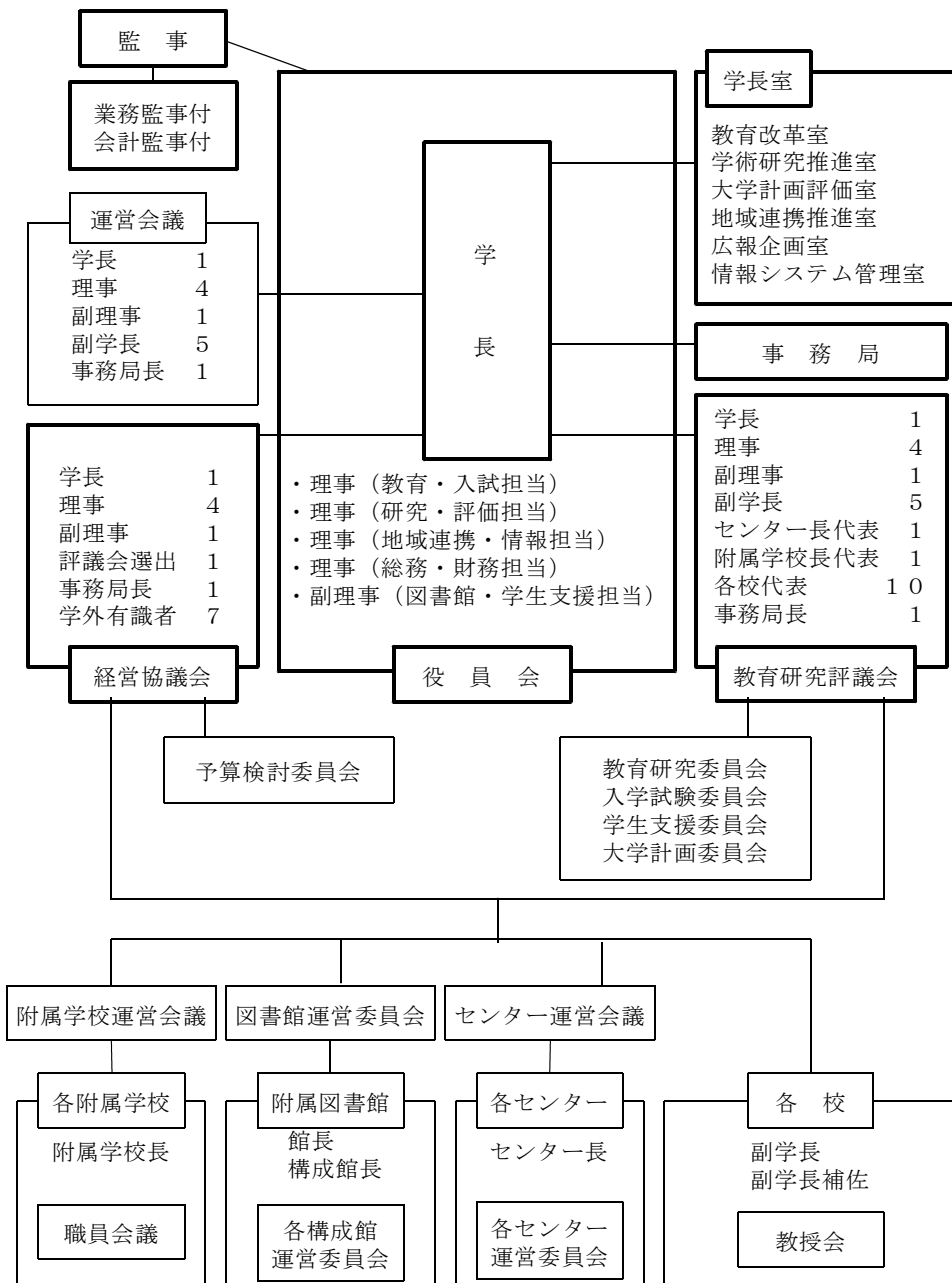 監 事
業務監事付
会計監事付
学長室
教育改革室
学術研究推進室
大学計画評価室
地域連携推進室
広報企画室
情報システム管理室
運営会議
学長 1
理事 4
副理事 1
副学長 5
事務局長 1
学
長
事 務 局
学長 1
理事 4
副理事 1
評議会選出 1
事務局長 1
学外有識者 7
経営協議会
・理事（教育・入試担当）
・理事（研究・評価担当）
・理事（地域連携・情報担当）
・理事（総務・財務担当）
・副理事（図書館・学生支援担当）
役 員 会
学長 1
理事 4
副理事 1
副学長 5
センター長代表 1
附属学校長代表 1
各校代表 １０
事務局長 1
教育研究評議会
予算検討委員会
教育研究委員会
入学試験委員会
学生支援委員会
大学計画委員会
附属学校運営会議
図書館運営委員会
センター運営会議
各附属学校
附属学校長
職員会議
附属図書館
館長
構成館長
各構成館
運営委員会
各センター
センター長
各センター
運営委員会
各 校
副学長
副学長補佐
教授会